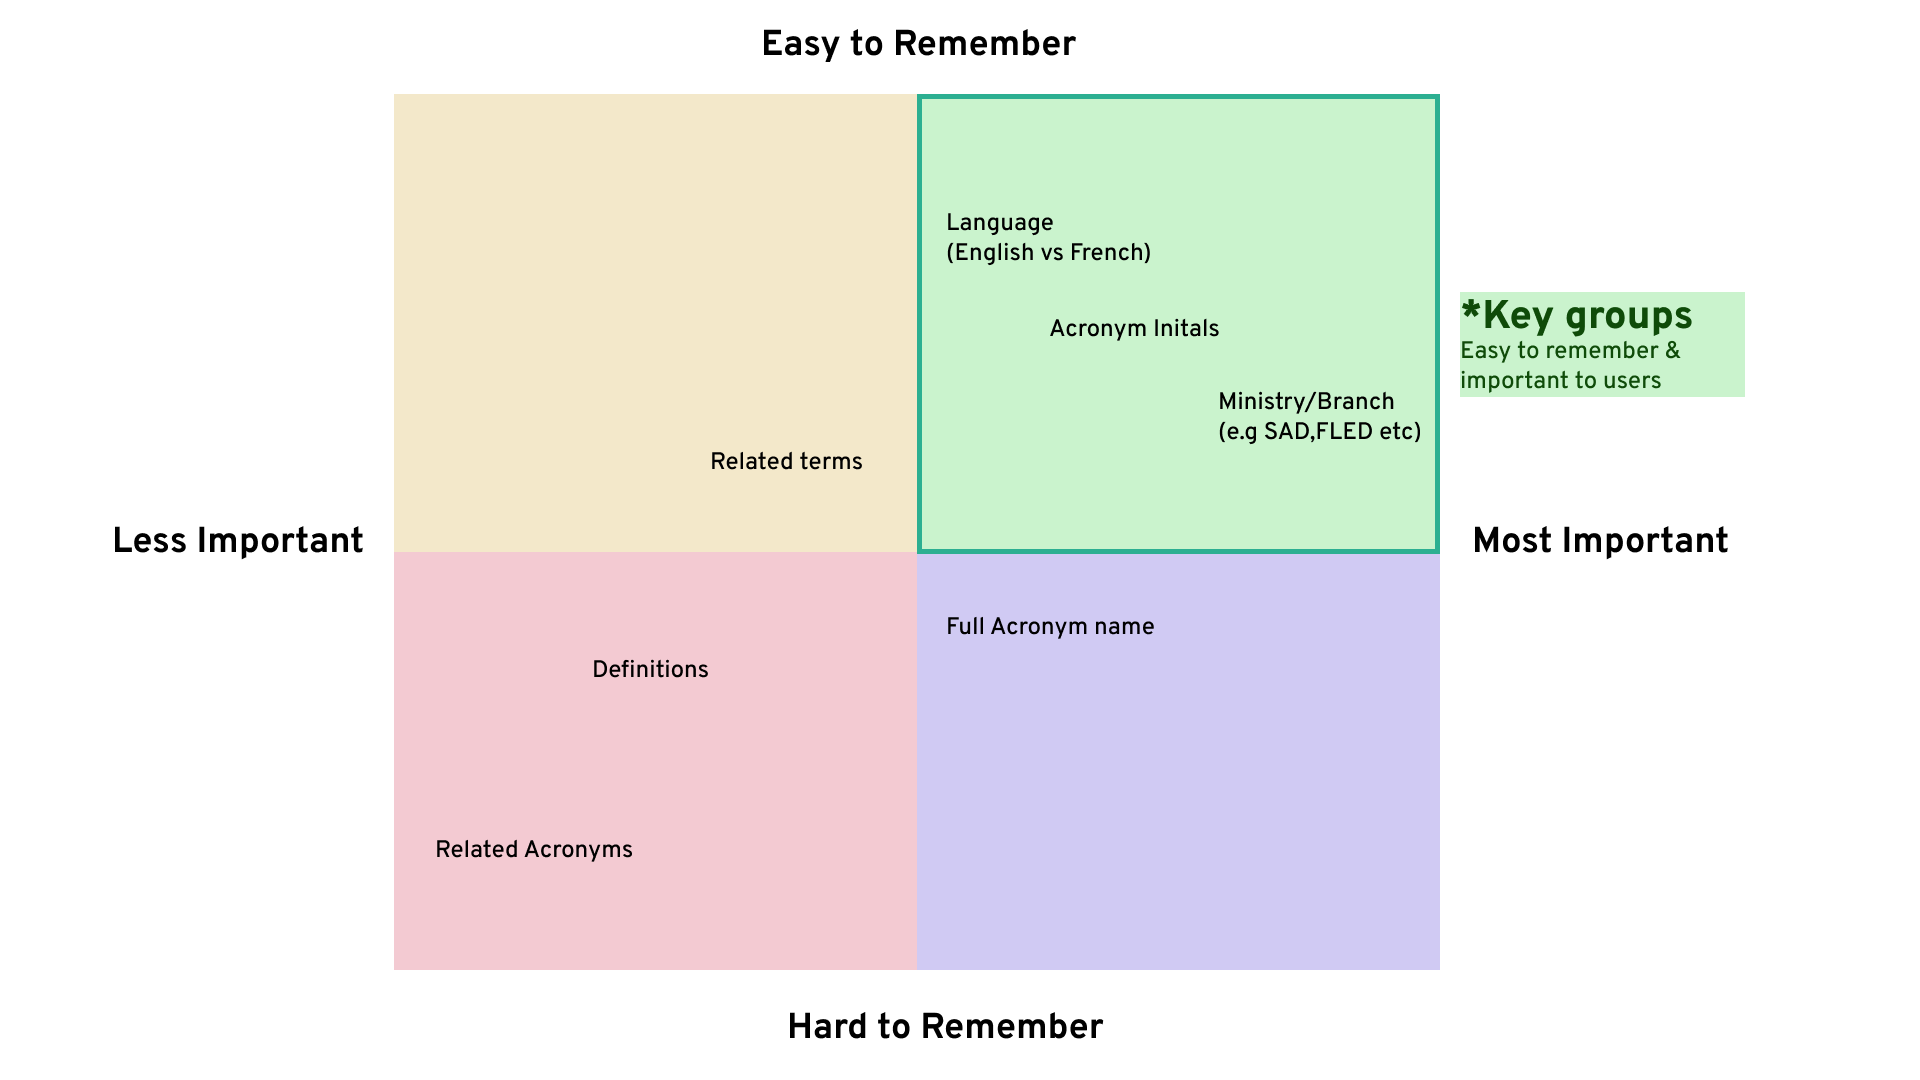 Easy to Remember
Language
(English vs French)
*Key groups
Easy to remember &
important to users
Acronym Initals
Ministry/Branch
(e.g SAD,FLED etc)
Related terms
Less Important
Most Important
Full Acronym name
Definitions
Related Acronyms
Hard to Remember